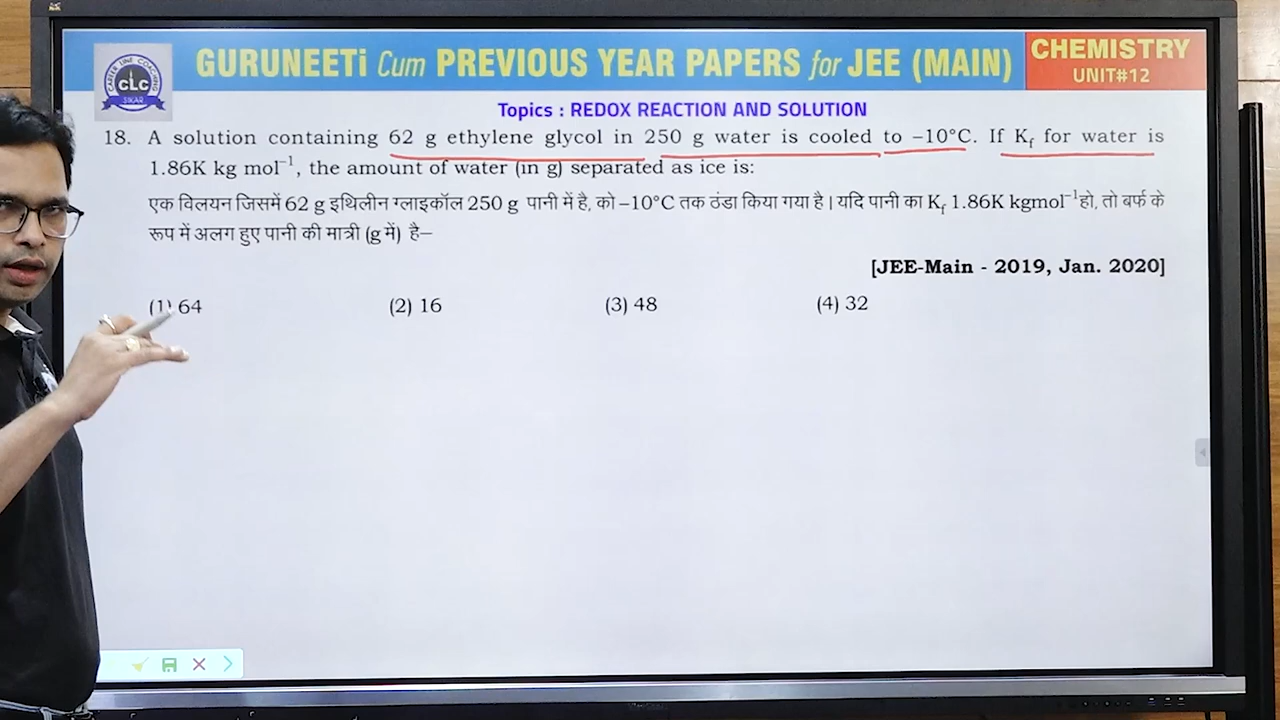 GURUNEETi Cum PREVIOUS YEAR PAPERS for JEE (MAIN)
CHEMISTRY
UNIT#12
CLC
SIKAR
Topics : REDOX REACTION AND SOLUTION
18. A solution containing 62 g ethylene glycol in 250 g water is cooled to –10°C. If K_f for water is
1.86K kg mol⁻¹, the amount of water (in g) separated as ice is:
एक विलयन जिसमें 62 g इथिलीन ग्लाइकॉल 250 g पानी में है, को –10°C तक ठंडा किया गया है। यदि पानी का K_f 1.86K kgmol⁻¹हो, तो बर्फ के
रूप में अलग हुए पानी की मात्री (g में) है–
[JEE-Main - 2019, Jan. 2020]
(1) 64 (2) 16 (3) 48 (4) 32